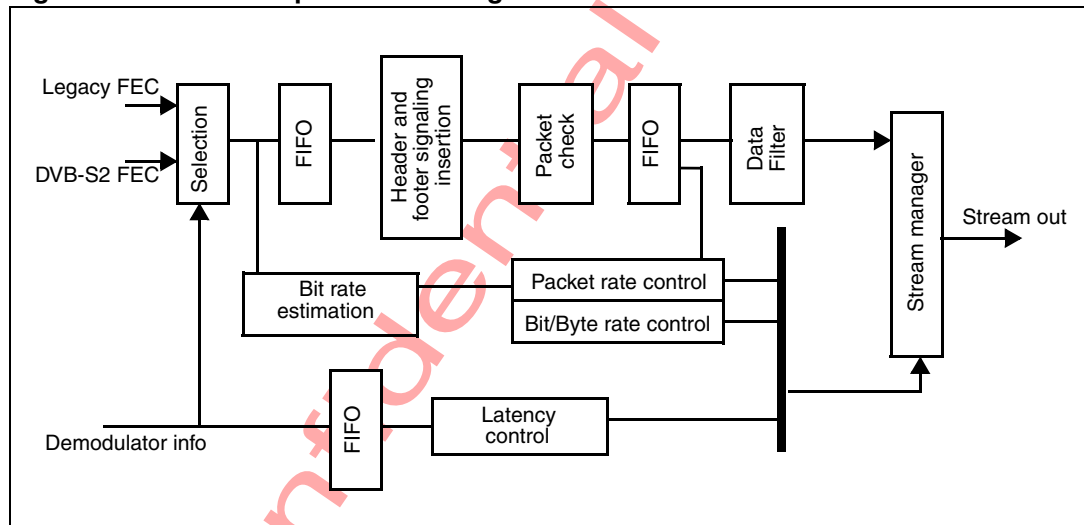 Legacy FEC
DVB-S2 FEC
Selection
FIFO
Header and
footer signaling
insertion
Packet
check
FIFO
Data
Filter
Stream manager
Stream out
Bit rate
estimation
Packet rate control
Bit/Byte rate control
Demodulator info
FIFO
Latency
control
nfidential